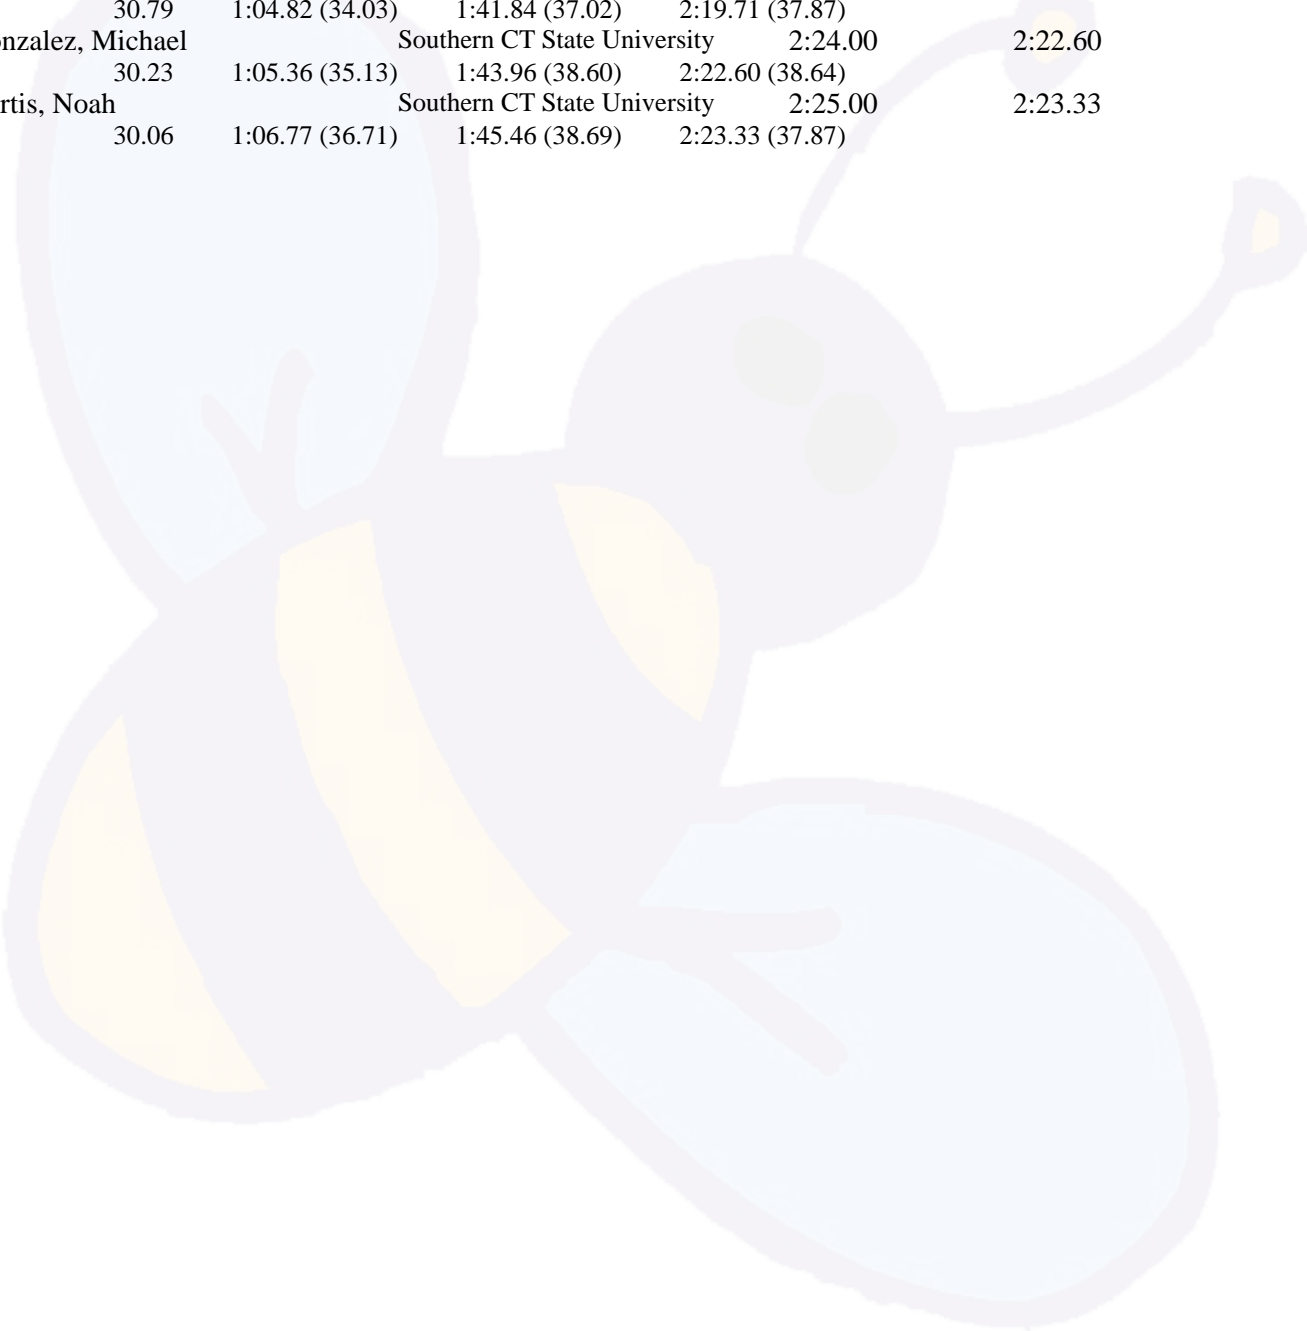 30.79 1:04.82 (34.03) 1:41.84 (37.02) 2:19.71 (37.87)
onzalez, Michael Southern CT State University 2:24.00 2:22.60
30.23 1:05.36 (35.13) 1:43.96 (38.60) 2:22.60 (38.64)
rtis, Noah Southern CT State University 2:25.00 2:23.33
30.06 1:06.77 (36.71) 1:45.46 (38.69) 2:23.33 (37.87)